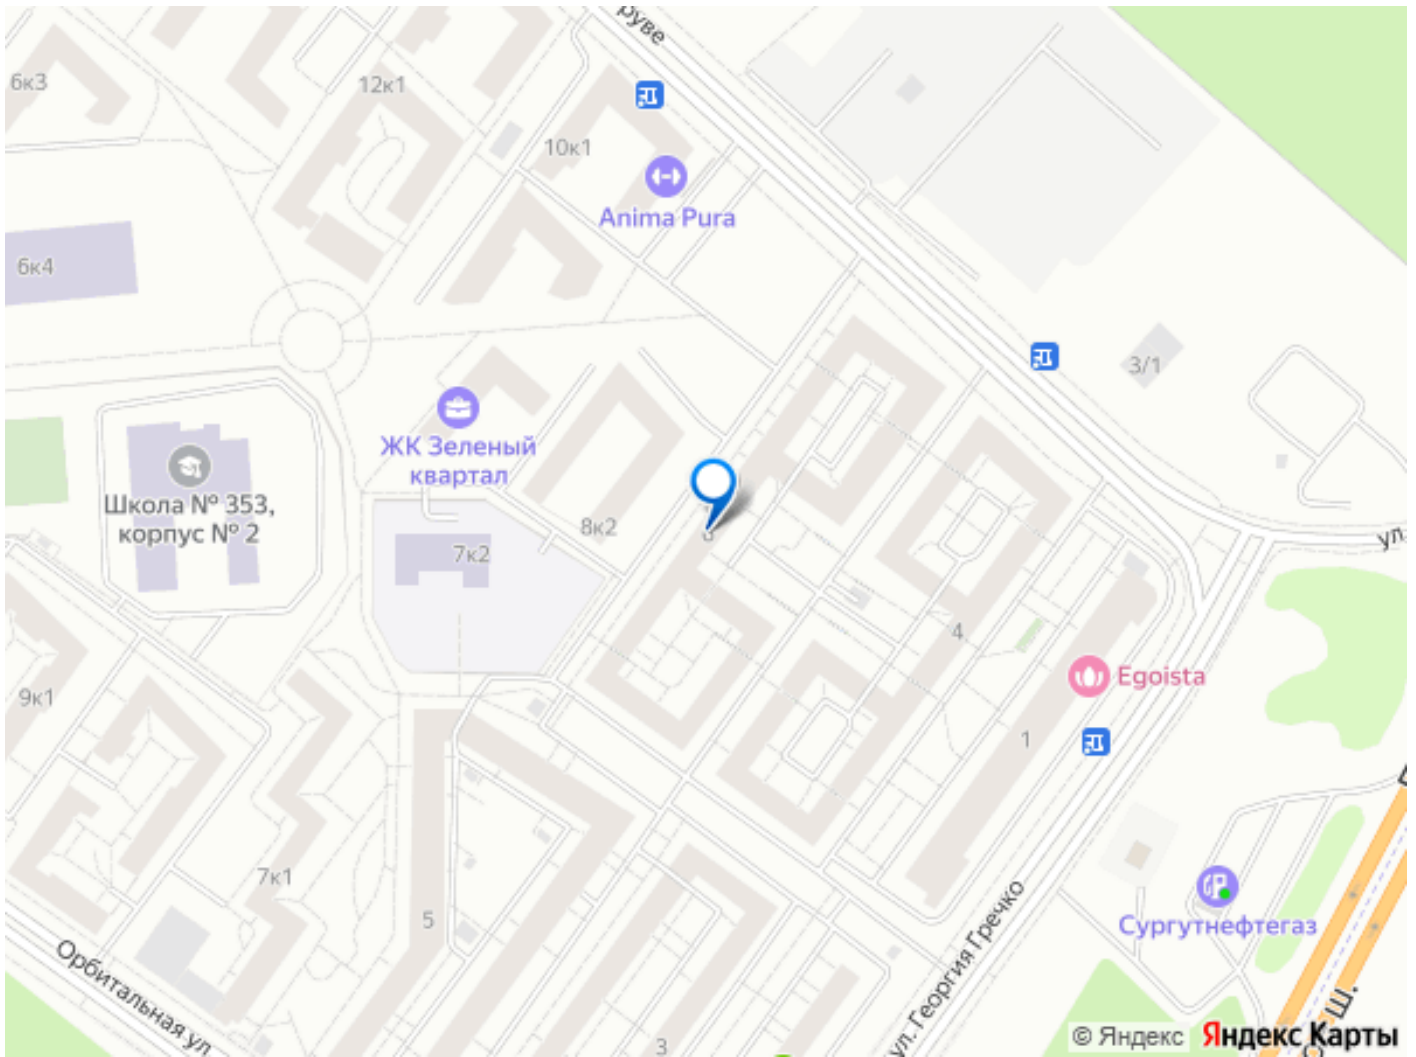 руве
6к3
12к1
10к1
Anima Pura
6к4
3/1
ЖК Зеленый
квартал
Школа № 353,
корпус № 2
8к2
7к2
ул.
4
Egoista
9к1
1
7к1
5
Сургутнефтегаз
ул. Георгия Гречко
Орбитальная ул.
ш.
3
© Яндекс Яндекс Карты